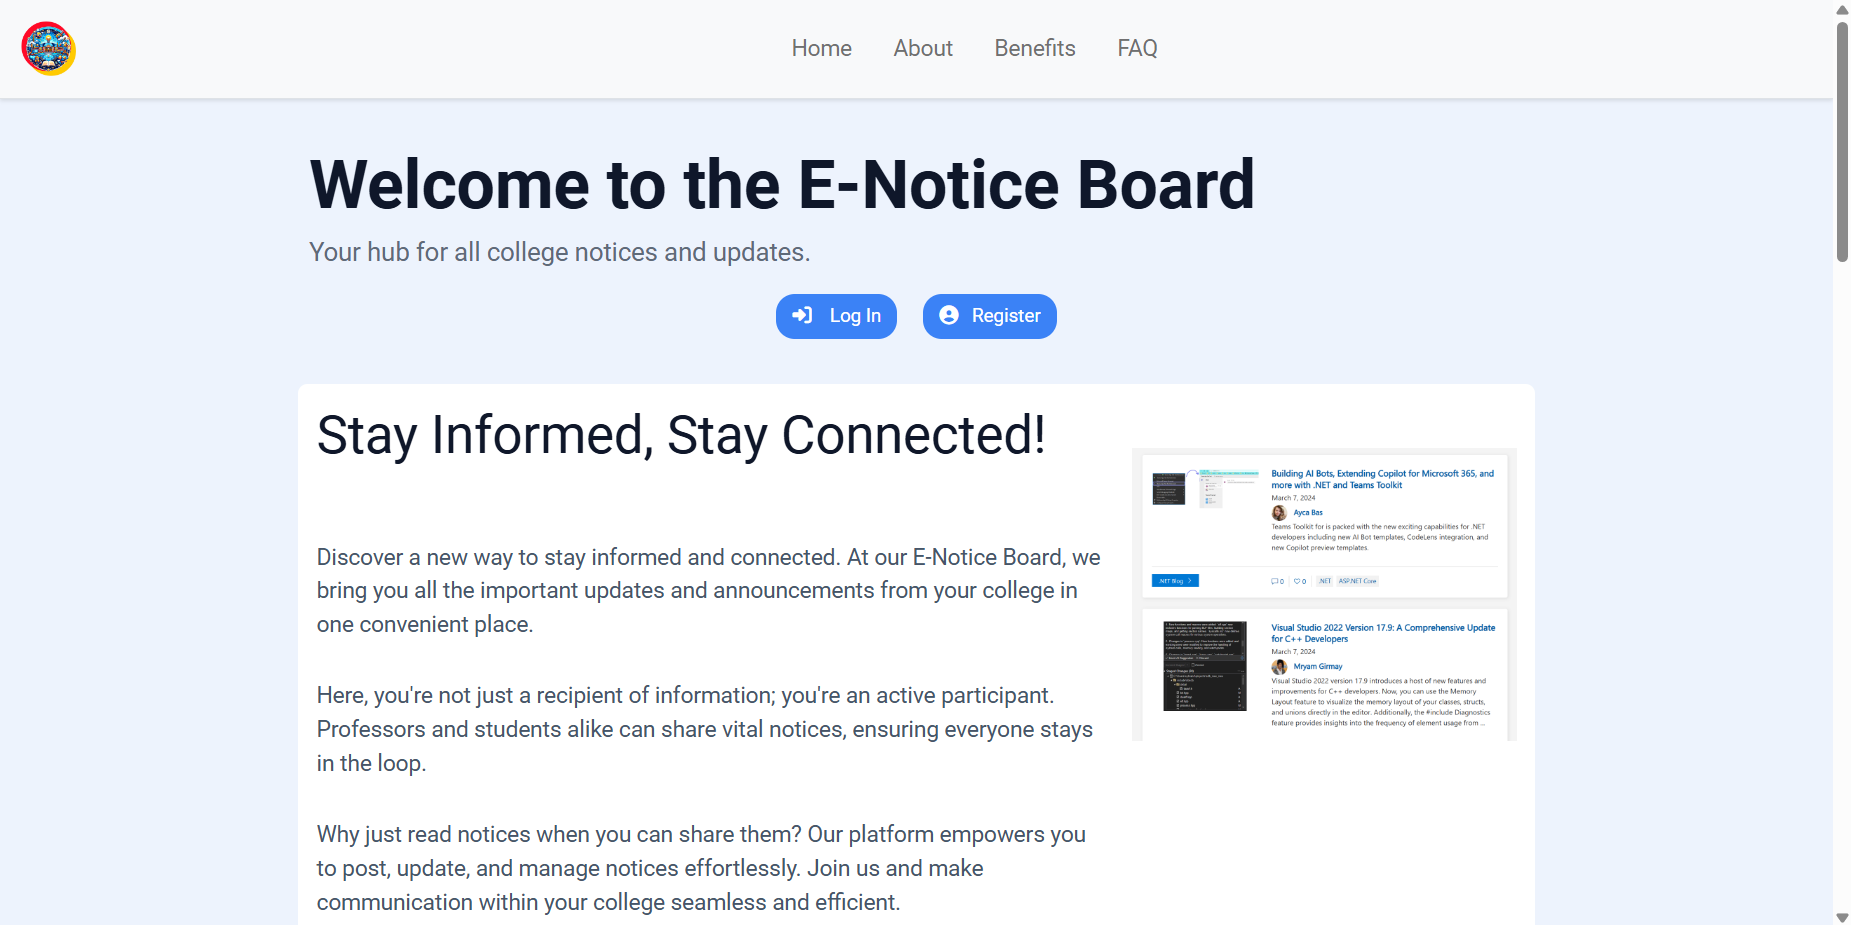 Home About Benefits FAQ
Welcome to the E-Notice Board
Your hub for all college notices and updates.
Log In Register
Stay Informed, Stay Connected!
Discover a new way to stay informed and connected. At our E-Notice Board, we
bring you all the important updates and announcements from your college in
one convenient place.
Here, you're not just a recipient of information; you're an active participant.
Professors and students alike can share vital notices, ensuring everyone stays
in the loop.
Why just read notices when you can share them? Our platform empowers you
to post, update, and manage notices effortlessly. Join us and make
communication within your college seamless and efficient.
Building AI Bots, Extending Copilot for Microsoft 365, and
more with .NET and Teams Toolkit
March 7, 2024
Ayca Bas
Teams Toolkit for is packed with the new exciting capabilities for .NET
developers including new AI Bot templates, CodeLens integration, and
new Copilot preview templates.
.NET Blog
0 0 .NET ASP.NET Core
Visual Studio 2022 Version 17.9: A Comprehensive Update
for C++ Developers
March 7, 2024
Mryam Girmay
Visual Studio 2022 version 17.9 introduces a host of new features and
improvements for C++ developers. Now, you can use the Memory
Layout feature to visualize the memory layout of your classes, structs,
and unions directly in the editor. Additionally, the #include Diagnostics
feature provides insights into the frequency of element usage from ...